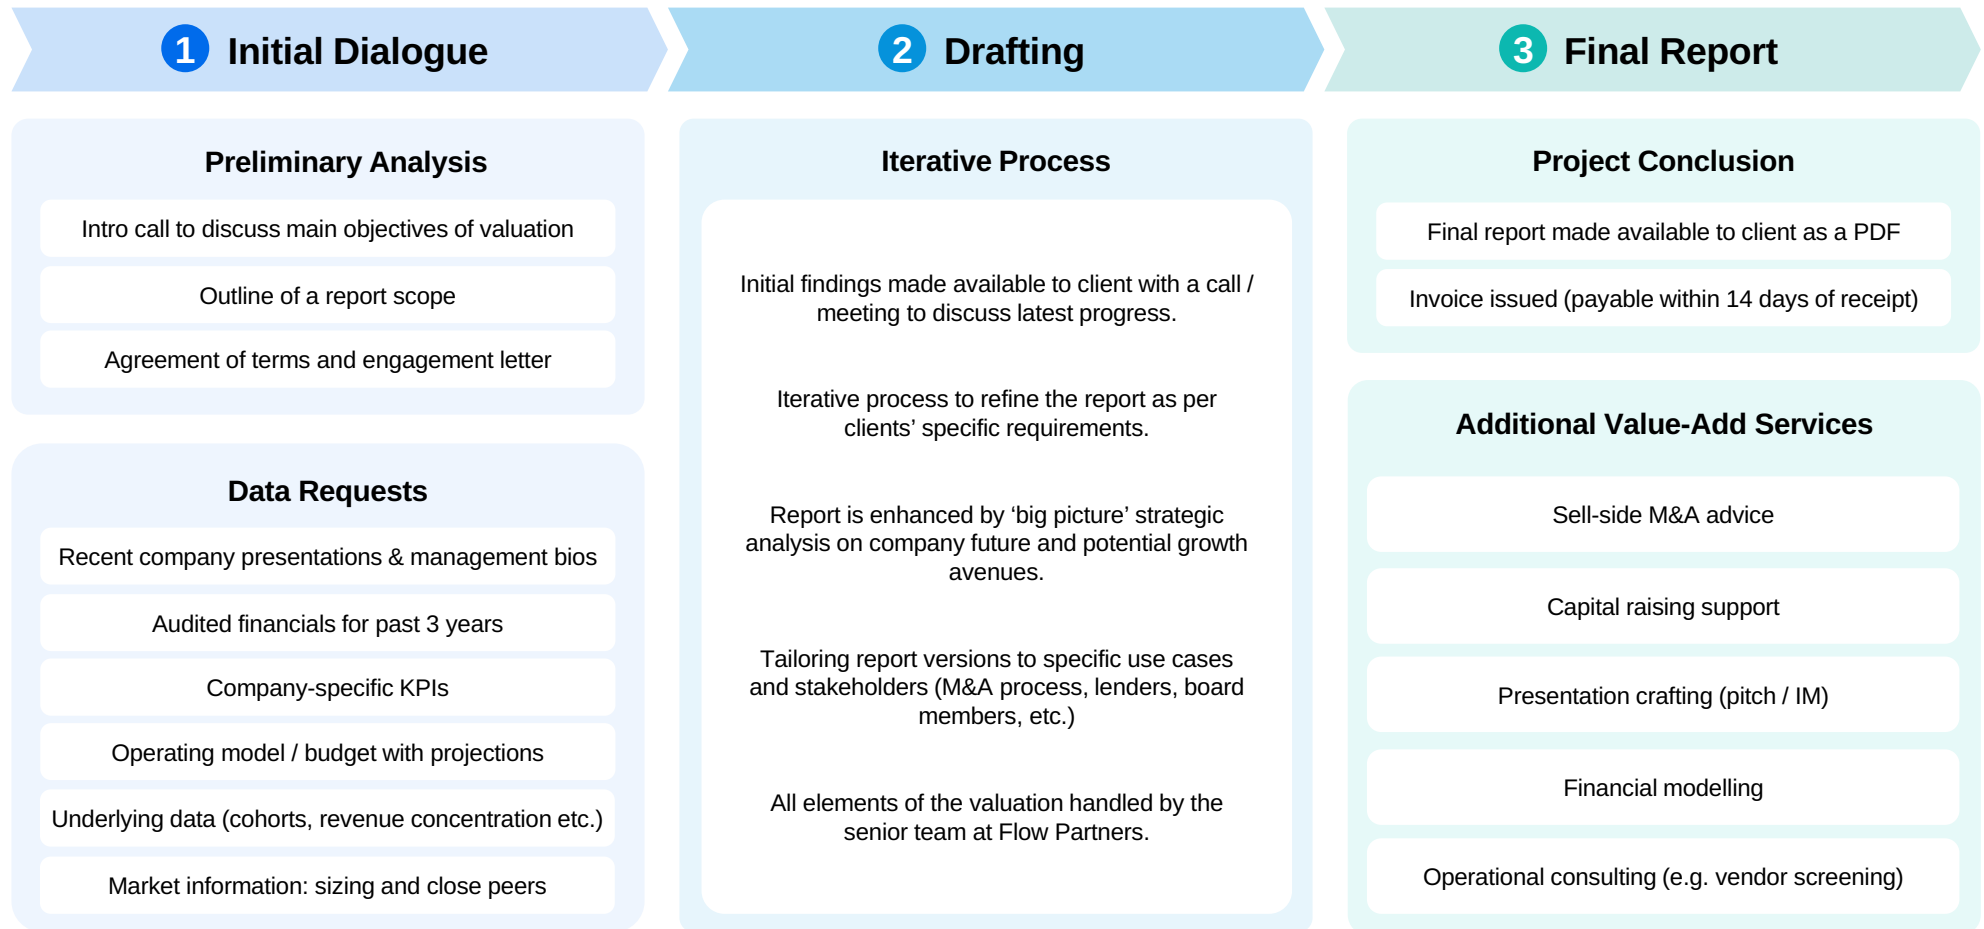 1 Initial Dialogue
Preliminary Analysis
Intro call to discuss main objectives of valuation
Outline of a report scope
Agreement of terms and engagement letter
Data Requests
Recent company presentations & management bios
Audited financials for past 3 years
Company-specific KPIs
Operating model / budget with projections
Underlying data (cohorts, revenue concentration etc.)
Market information: sizing and close peers
2 Drafting
Iterative Process
Initial findings made available to client with a call /
meeting to discuss latest progress.
Iterative process to refine the report as per
clients’ specific requirements.
Report is enhanced by ‘big picture’ strategic
analysis on company future and potential growth
avenues.
Tailoring report versions to specific use cases
and stakeholders (M&A process, lenders, board
members, etc.)
All elements of the valuation handled by the
senior team at Flow Partners.
3 Final Report
Project Conclusion
Final report made available to client as a PDF
Invoice issued (payable within 14 days of receipt)
Additional Value-Add Services
Sell-side M&A advice
Capital raising support
Presentation crafting (pitch / IM)
Financial modelling
Operational consulting (e.g. vendor screening)